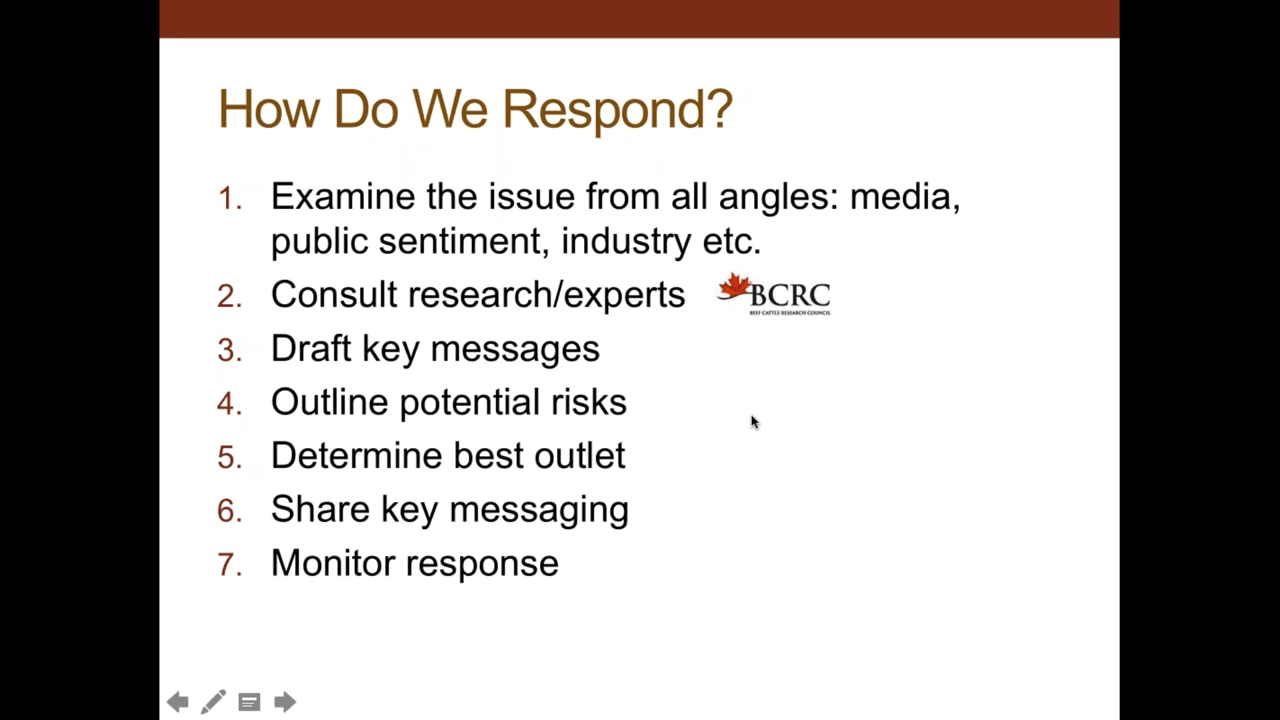 How Do We Respond?
1. Examine the issue from all angles: media,
public sentiment, industry etc.
2. Consult research/experts
BCRC
BEEF CATTLE RESEARCH COUNCIL
3. Draft key messages
4. Outline potential risks
5. Determine best outlet
6. Share key messaging
7. Monitor response